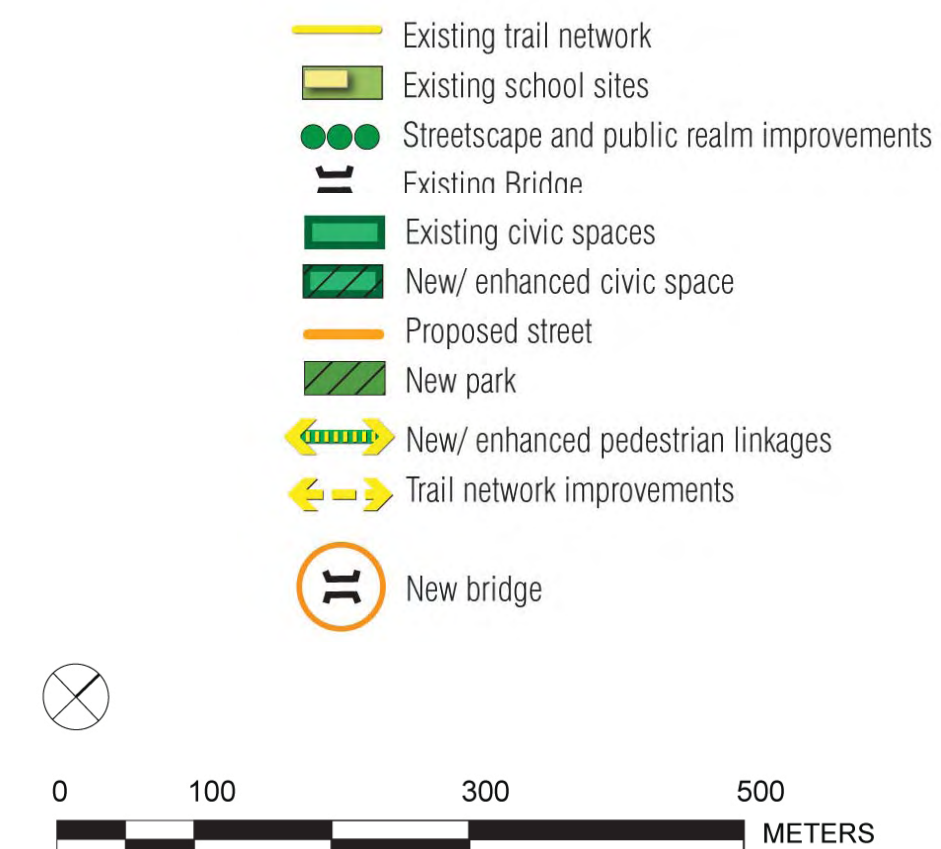 Existing trail network
Existing school sites
Streetscape and public realm improvements
Existing Bridge
Existing civic spaces
New/ enhanced civic space
Proposed street
New park
New/ enhanced pedestrian linkages
Trail network improvements
New bridge
0 100 300 500
METERS